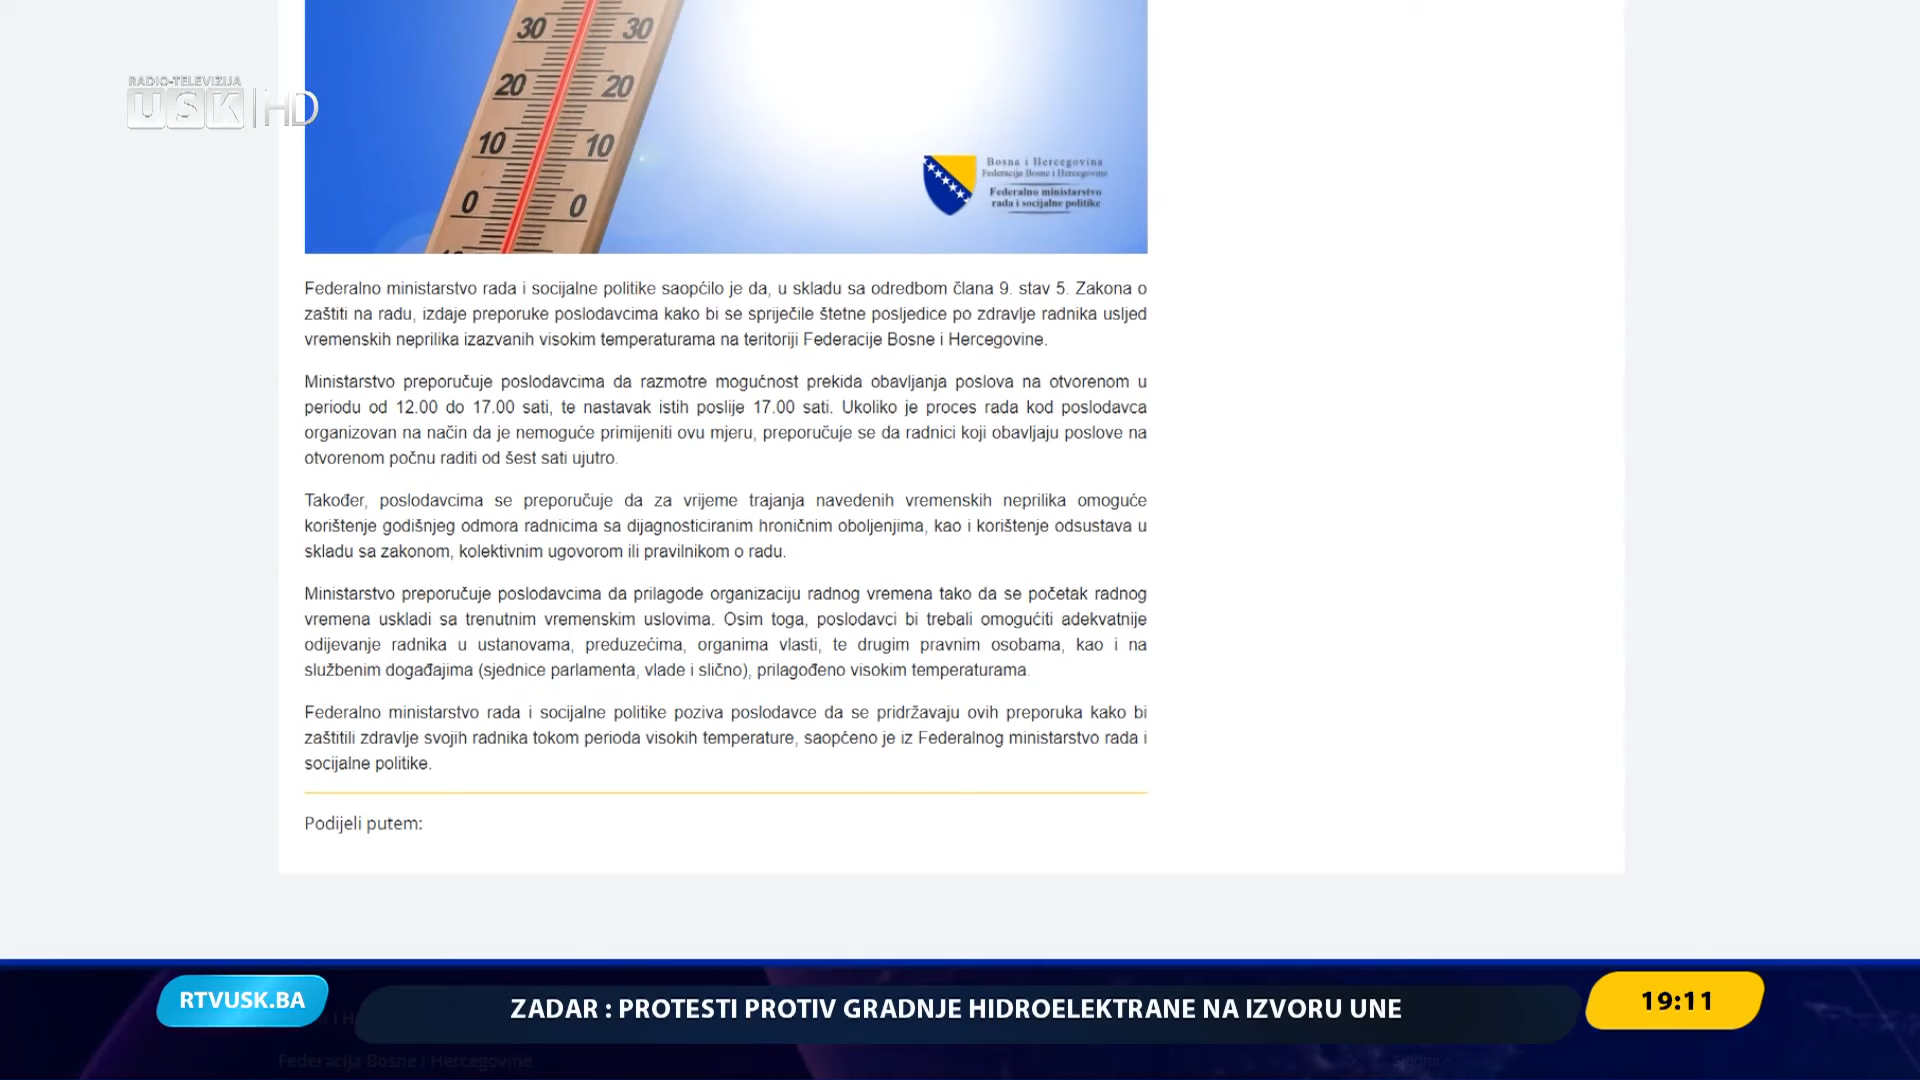 RADIO-TELEVIZIJA
USK HD
30 30
20 20
10 10
0 0
Bosna i Hercegovina
Federacija Bosne i Hercegovine
Federalno ministarstvo
rada i socijalne politike
Federalno ministarstvo rada i socijalne politike saopćilo je da, u skladu sa odredbom člana 9. stav 5. Zakona o
zaštiti na radu, izdaje preporuke poslodavcima kako bi se spriječile štetne posljedice po zdravlje radnika usljed
vremenskih neprilika izazvanih visokim temperaturama na teritoriji Federacije Bosne i Hercegovine.
Ministarstvo preporučuje poslodavcima da razmotre mogućnost prekida obavljanja poslova na otvorenom u
periodu od 12.00 do 17.00 sati, te nastavak istih poslije 17.00 sati. Ukoliko je proces rada kod poslodavca
organizovan na način da je nemoguće primijeniti ovu mjeru, preporučuje se da radnici koji obavljaju poslove na
otvorenom počnu raditi od šest sati ujutro.
Također, poslodavcima se preporučuje da za vrijeme trajanja navedenih vremenskih neprilika omoguće
korištenje godišnjeg odmora radnicima sa dijagnosticiranim hroničnim oboljenjima, kao i korištenje odsustava u
skladu sa zakonom, kolektivnim ugovorom ili pravilnikom o radu.
Ministarstvo preporučuje poslodavcima da prilagode organizaciju radnog vremena tako da se početak radnog
vremena uskladi sa trenutnim vremenskim uslovima. Osim toga, poslodavci bi trebali omogućiti adekvatnije
odijevanje radnika u ustanovama, preduzećima, organima vlasti, te drugim pravnim osobama, kao i na
službenim događajima (sjednice parlamenta, vlade i slično), prilagođeno visokim temperaturama.
Federalno ministarstvo rada i socijalne politike poziva poslodavce da se pridržavaju ovih preporuka kako bi
zaštitili zdravlje svojih radnika tokom perioda visokih temperature, saopćeno je iz Federalnog ministarstvo rada i
socijalne politike.
Podijeli putem:
RTVUSK.BA
ZADAR : PROTESTI PROTIV GRADNJE HIDROELEKTRANE NA IZVORU UNE
19:11
Federacija Bosne i Hercegovine